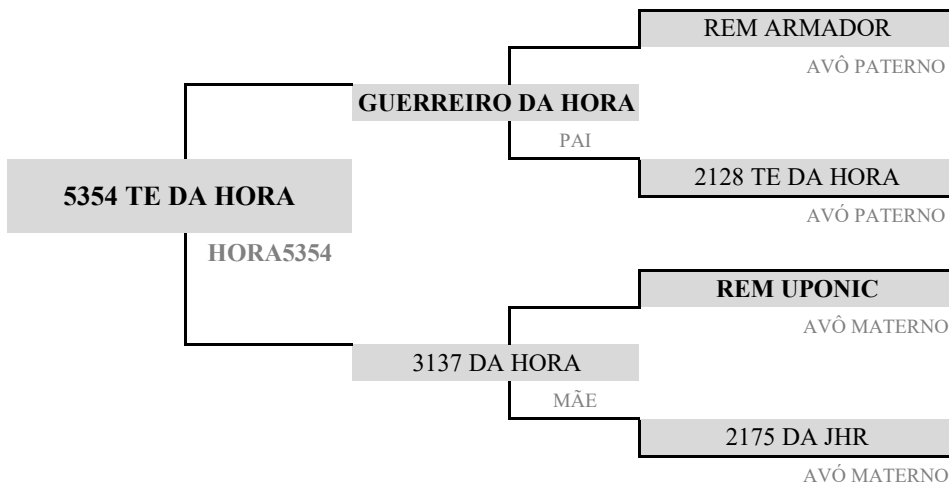 REM ARMADOR
AVÔ PATERNO
GUERREIRO DA HORA
PAI
2128 TE DA HORA
AVÓ PATERNO
5354 TE DA HORA
HORA5354
REM UPONIC
AVÔ MATERNO
3137 DA HORA
MÃE
2175 DA JHR
AVÓ MATERNO